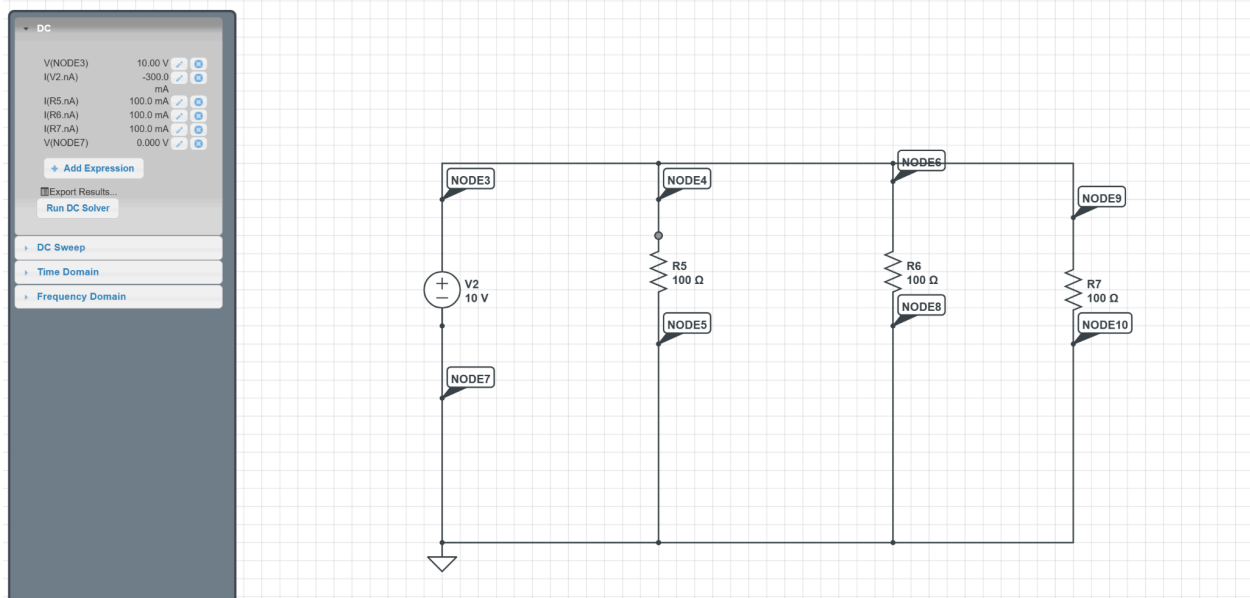 DC
V(NODE3) 10.00 V
I(V2.nA) -300.0
mA
I(R5.nA) 100.0 mA
I(R6.nA) 100.0 mA
I(R7.nA) 100.0 mA
V(NODE7) 0.000 V
+ Add Expression
Export Results...
Run DC Solver
DC Sweep
Time Domain
Frequency Domain
NODE3
NODE4
NODE6
NODE9
V2
10 V
R5
100 Ω
R6
100 Ω
R7
100 Ω
NODE5
NODE8
NODE10
NODE7